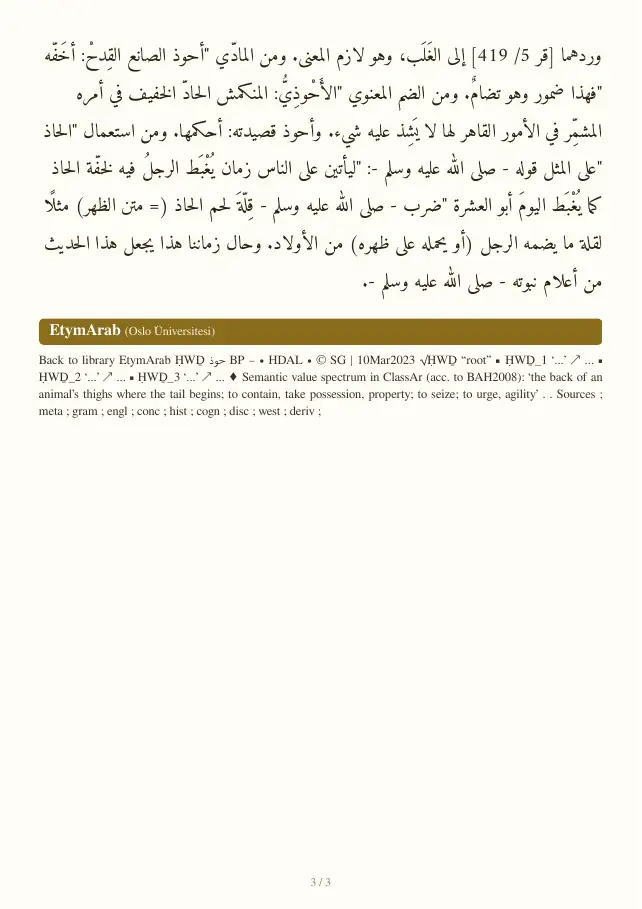 وردهما [قر 5/ 419] إلى الغَلَب، وهو لازم المعنى. ومن المادّي "أحوذ الصانع القِدحْ: أخَفّه
"فهذا ضمور وهو تضامٌ. ومن الضم المعنوي "الأَحْوذِيُّ: المنكمش الحادّ الخفيف في أمره
المشمِّر في الأمور القاهر لها لا يَشِذ عليه شيء. وأحوذ قصيدته: أحكمها. ومن استعمال "الحاذ
"على المثل قوله - صلى الله عليه وسلم -: "ليأتين على الناس زمان يُغْبَط الرجلُ فيه لخفّة الحاذ
كما يُغْبَط اليومَ أبو العشرة "ضرب - صلى الله عليه وسلم - قِلّةَ لحم الحاذ (= متن الظهر) مثلًا
لقلة ما يضمه الرجل (أو يحمله على ظهره) من الأولاد. وحال زماننا هذا يجعل هذا الحديث
من أعلام نبوته - صلى الله عليه وسلم -.
EtymArab (Oslo Üniversitesi)
Back to library EtymArab ḤWḎ حوذ BP – • HDAL • © SG | 10Mar2023 √ḤWḎ “root” ▪ ḤWḎ_1 ‘...’ ↗ ... ▪
ḤWḎ_2 ‘...’ ↗ ... ▪ ḤWḎ_3 ‘...’ ↗ ... ♦ Semantic value spectrum in ClassAr (acc. to BAH2008): ‘the back of an
animal’s thighs where the tail begins; to contain, take possession, property; to seize; to urge, agility’ . . Sources ;
meta ; gram ; engl ; conc ; hist ; cogn ; disc ; west ; deriv ;
3 / 3